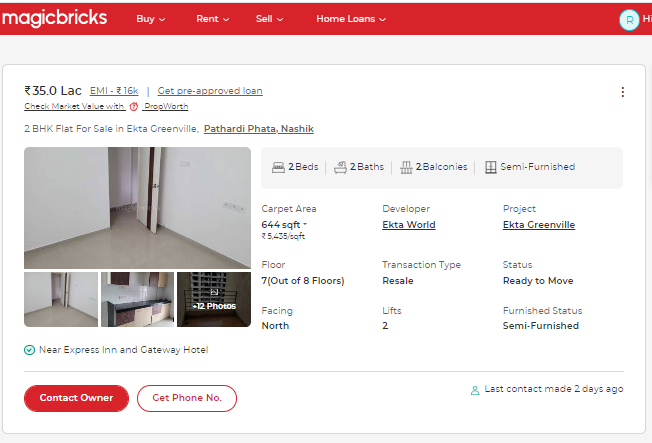 magicbricks Buy Rent Sell Home Loans R Hi
₹35.0 Lac EMI - ₹16k | Get pre-approved loan
Check Market Value with PropWorth
2 BHK Flat For Sale in Ekta Greenville, Pathardi Phata, Nashik
2 Beds 2 Baths 2 Balconies Semi-Furnished
Carpet Area Developer Project
644 sqft Ekta World Ekta Greenville
₹5,435/sqft
Floor Transaction Type Status
7(Out of 8 Floors) Resale Ready to Move
+12 Photos
Facing Lifts Furnished Status
North 2 Semi-Furnished
Near Express Inn and Gateway Hotel
Contact Owner Get Phone No. Last contact made 2 days ago